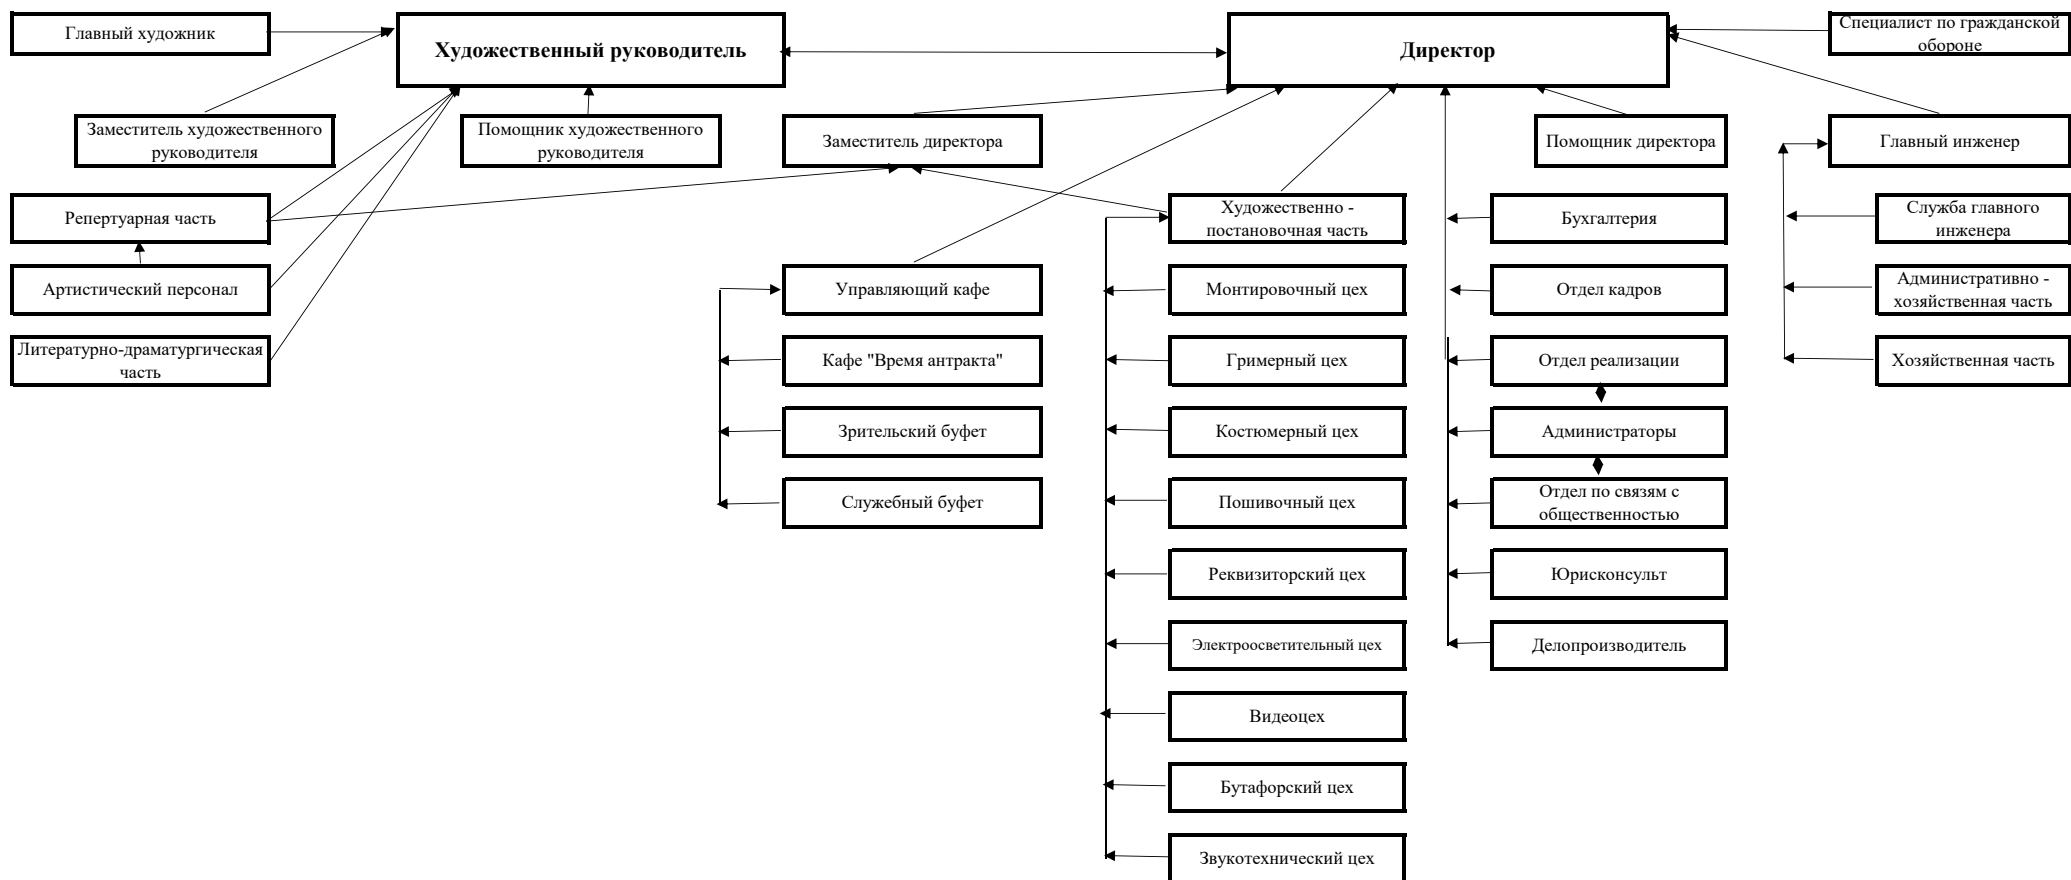 Главный художник
Художественный руководитель
Директор
Специалист по гражданской
обороне
Заместитель художественного
руководителя
Помощник художественного
руководителя
Заместитель директора
Помощник директора
Главный инженер
Репертуарная часть
Художественно -
постановочная часть
Бухгалтерия
Служба главного
инженера
Артистический персонал
Управляющий кафе
Монтировочный цех
Отдел кадров
Административно -
хозяйственная часть
Литературно-драматургическая
часть
Кафе "Время антракта"
Гримерный цех
Отдел реализации
Хозяйственная часть
Зрительский буфет
Костюмерный цех
Администраторы
Служебный буфет
Пошивочный цех
Отдел по связям с
общественностью
Реквизиторский цех
Юрисконсульт
Электроосветительный цех
Делопроизводитель
Видеоцех
Бутафорский цех
Звукотехнический цех